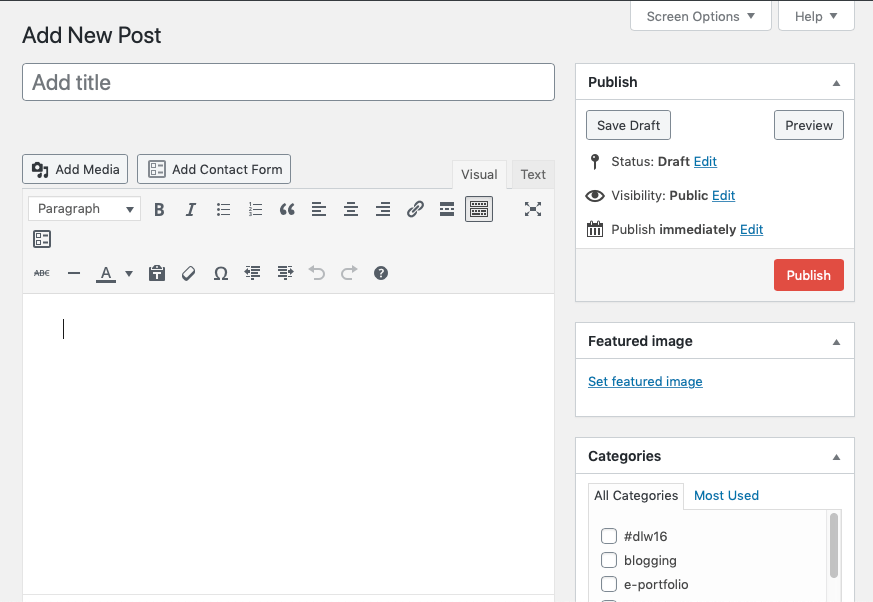 Screen Options ▼ Help ▼
Add New Post
Add title
Add Media
Add Contact Form
Visual Text
Paragraph
B I
ABC A Ω ?
Publish
Save Draft Preview
Status: Draft Edit
Visibility: Public Edit
Publish immediately Edit
Publish
Featured image
Set featured image
Categories
All Categories Most Used
#dlw16
blogging
e-portfolio